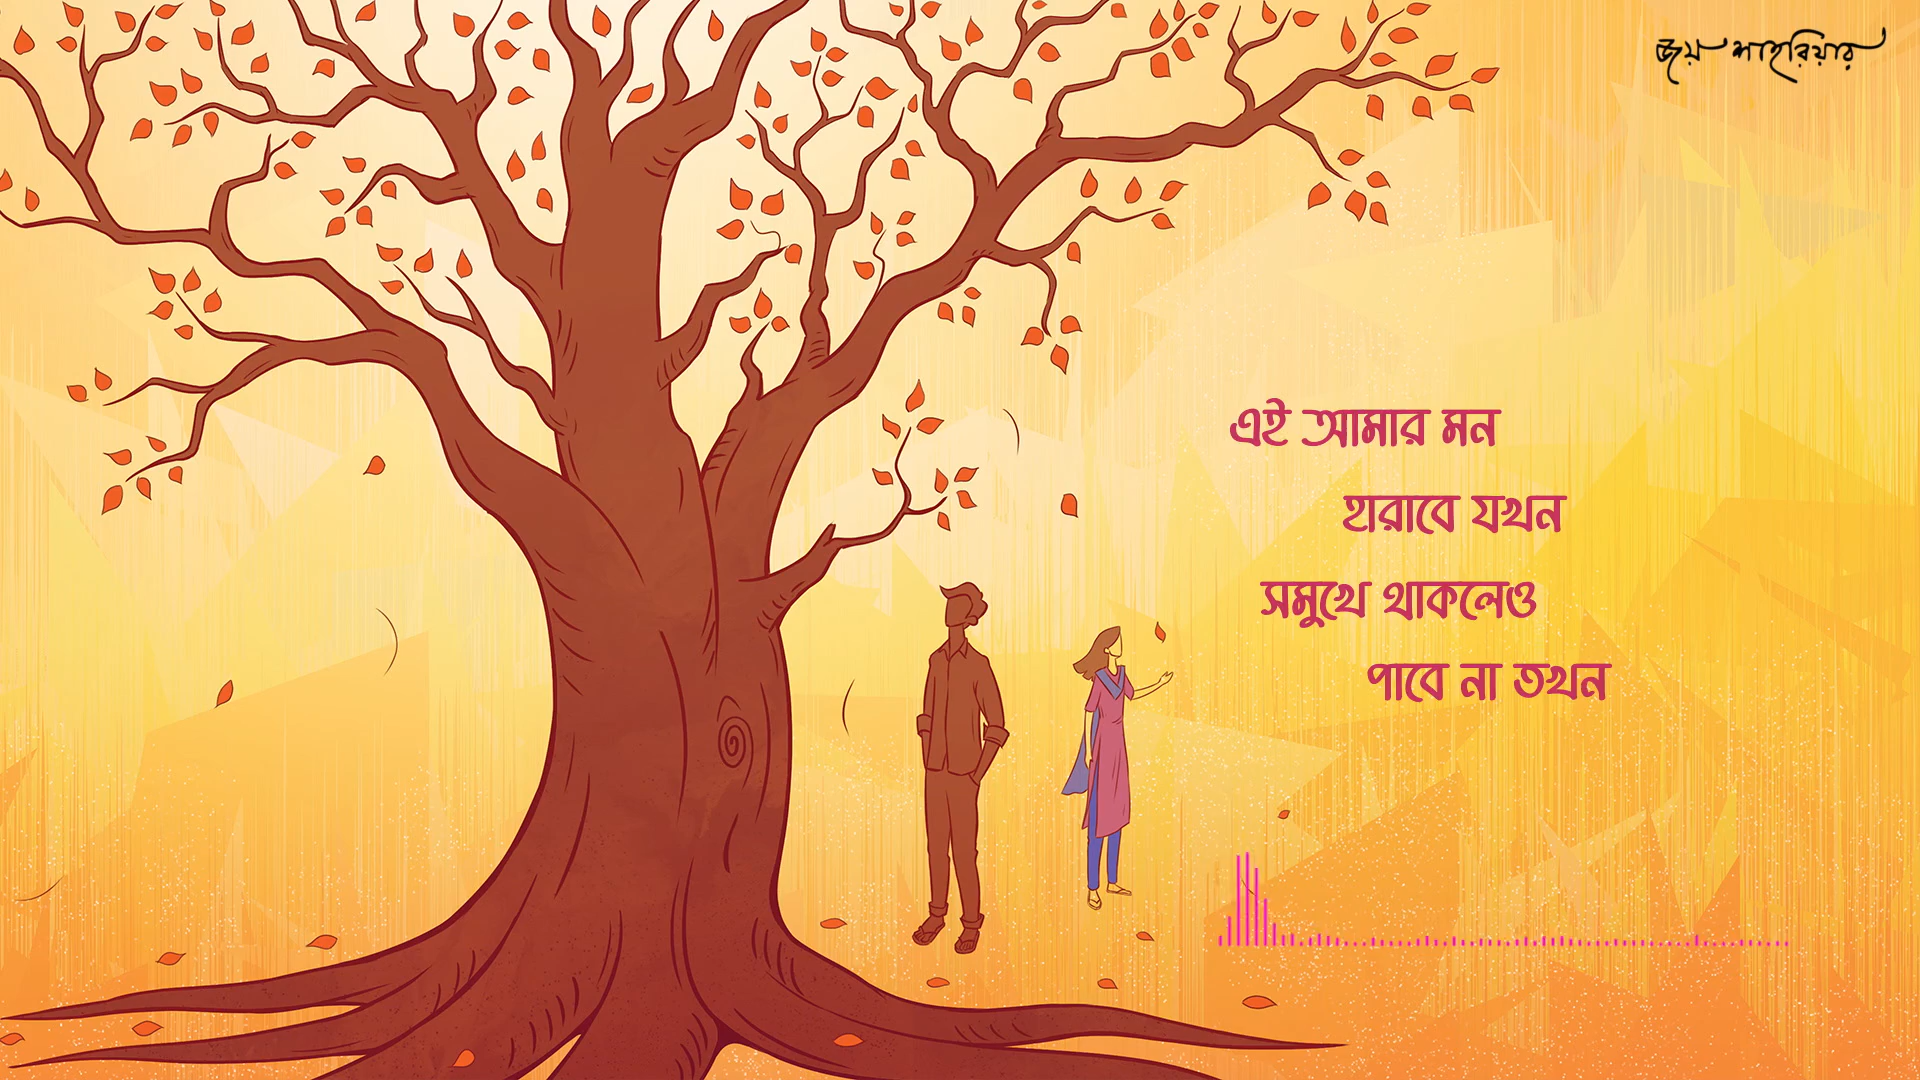 জয় শাহরিয়ার
এই আমার মন
হারাবে যখন
সমুখে থাকলেও
পাবে না তখন